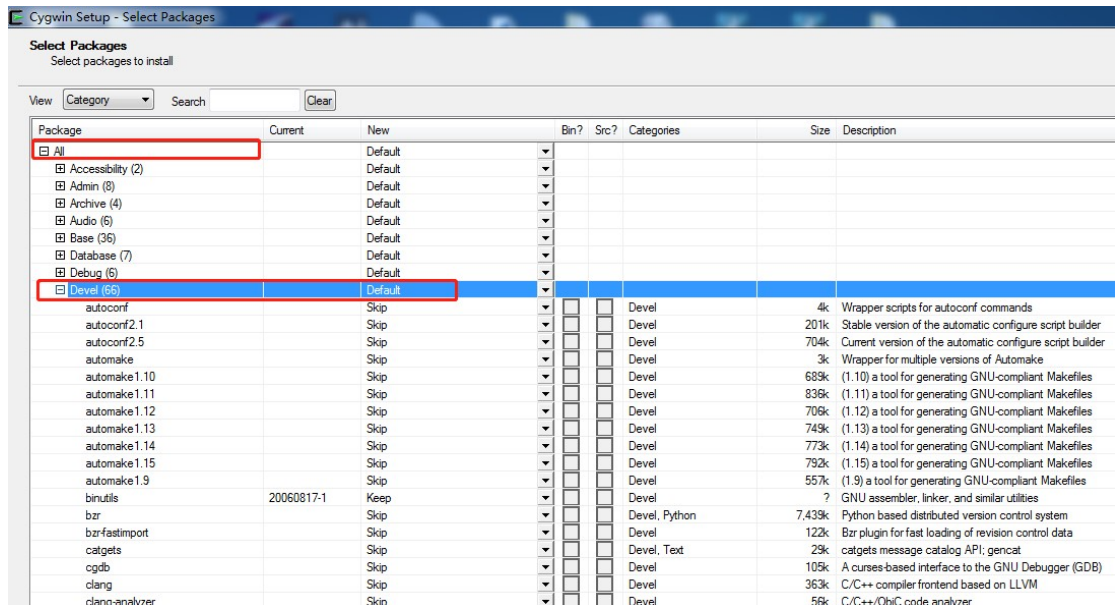 Cygwin Setup - Select Packages
Select Packages
Select packages to install
View Category Search Clear
Package Current New Bin? Src? Categories Size Description
All Default
Accessibility (2) Default
Admin (8) Default
Archive (4) Default
Audio (6) Default
Base (36) Default
Database (7) Default
Debug (6) Default
Devel (66) Default
autoconf Skip Devel 4k Wrapper scripts for autoconf commands
autoconf2.1 Skip Devel 201k Stable version of the automatic configure script builder
autoconf2.5 Skip Devel 704k Current version of the automatic configure script builder
automake Skip Devel 3k Wrapper for multiple versions of Automake
automake1.10 Skip Devel 689k (1.10) a tool for generating GNU-compliant Makefiles
automake1.11 Skip Devel 836k (1.11) a tool for generating GNU-compliant Makefiles
automake1.12 Skip Devel 706k (1.12) a tool for generating GNU-compliant Makefiles
automake1.13 Skip Devel 749k (1.13) a tool for generating GNU-compliant Makefiles
automake1.14 Skip Devel 773k (1.14) a tool for generating GNU-compliant Makefiles
automake1.15 Skip Devel 792k (1.15) a tool for generating GNU-compliant Makefiles
automake1.9 Skip Devel 557k (1.9) a tool for generating GNU-compliant Makefiles
binutils 20060817-1 Keep Devel ? GNU assembler, linker, and similar utilities
bzr Skip Devel, Python 7,439k Python based distributed version control system
bzr-fastimport Skip Devel 122k Bzr plugin for fast loading of revision control data
catgets Skip Devel, Text 29k catgets message catalog API; gencat
cgdb Skip Devel 105k A curses-based interface to the GNU Debugger (GDB)
clang Skip Devel 363k C/C++ compiler frontend based on LLVM
clang-analyzer Skip Devel 56k C/C++/ObjC code analyzer